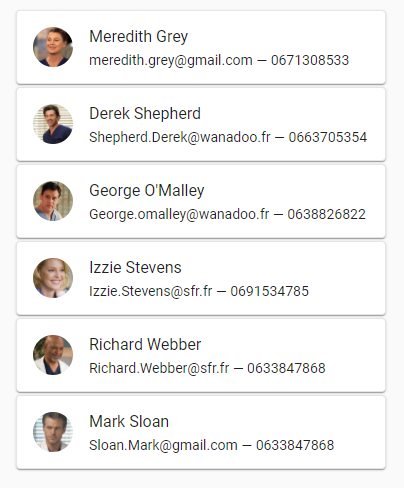 Meredith Grey
meredith.grey@gmail.com — 0671308533
Derek Shepherd
Shepherd.Derek@wanadoo.fr — 0663705354
George O'Malley
George.omalley@wanadoo.fr — 0638826822
Izzie Stevens
Izzie.Stevens@sfr.fr — 0691534785
Richard Webber
Richard.Webber@sfr.fr — 0633847868
Mark Sloan
Sloan.Mark@gmail.com — 0633847868